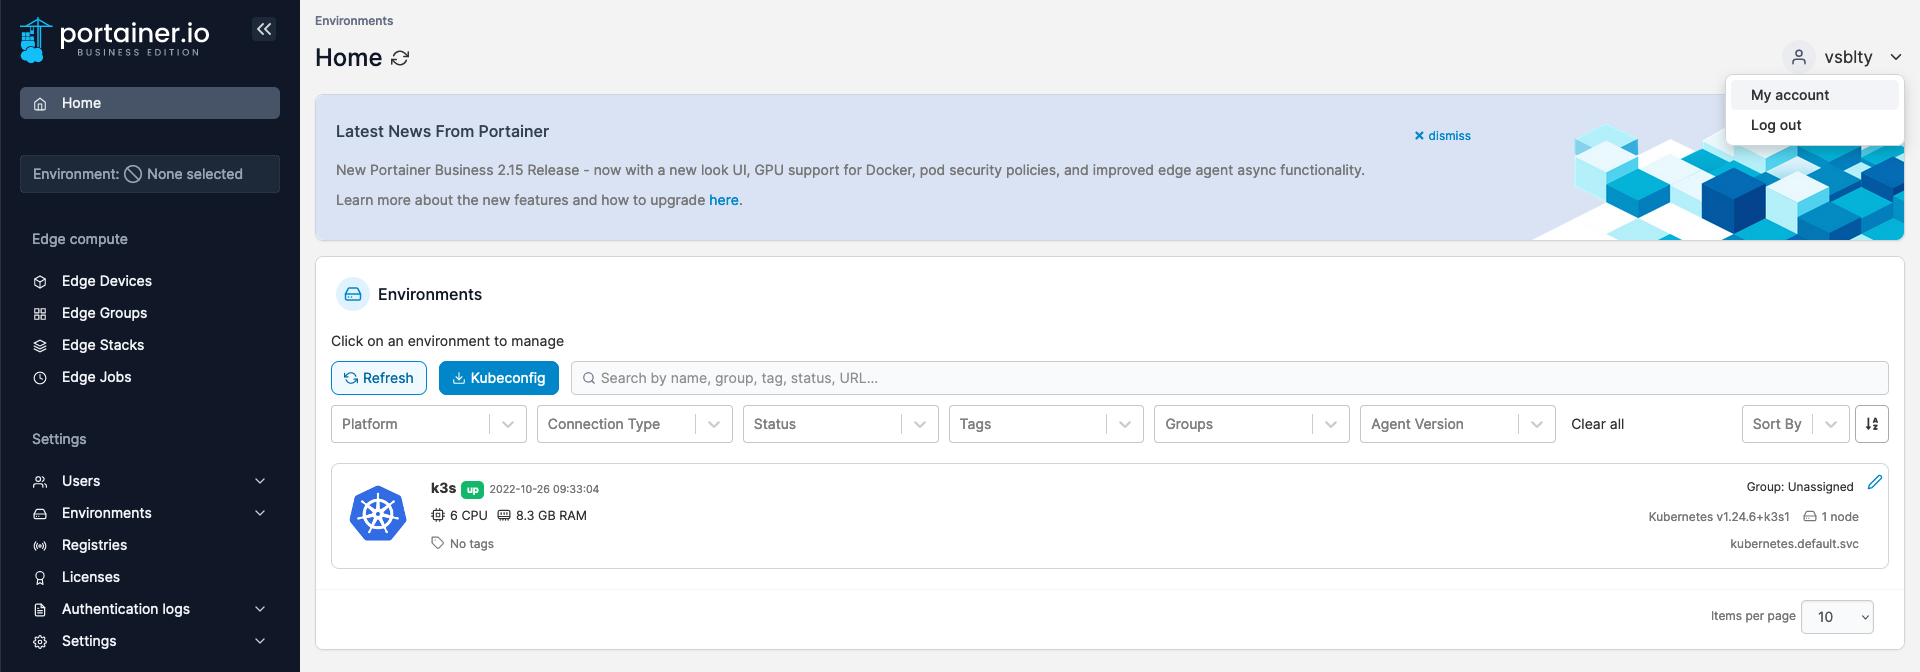 portainer.io
BUSINESS EDITION
Home
Environment: None selected
Edge compute
Edge Devices
Edge Groups
Edge Stacks
Edge Jobs
Settings
Users
Environments
Registries
Licenses
Authentication logs
Settings
Environments
Home
vsblty
My account
Log out
Latest News From Portainer
dismiss
New Portainer Business 2.15 Release - now with a new look UI, GPU support for Docker, pod security policies, and improved edge agent async functionality.
Learn more about the new features and how to upgrade here.
Environments
Click on an environment to manage
Refresh Kubeconfig Search by name, group, tag, status, URL...
Platform Connection Type Status Tags Groups Agent Version Clear all Sort By
k3s up 2022-10-26 09:33:04
6 CPU 8.3 GB RAM
No tags
Group: Unassigned
Kubernetes v1.24.6+k3s1 1 node
kubernetes.default.svc
Items per page 10